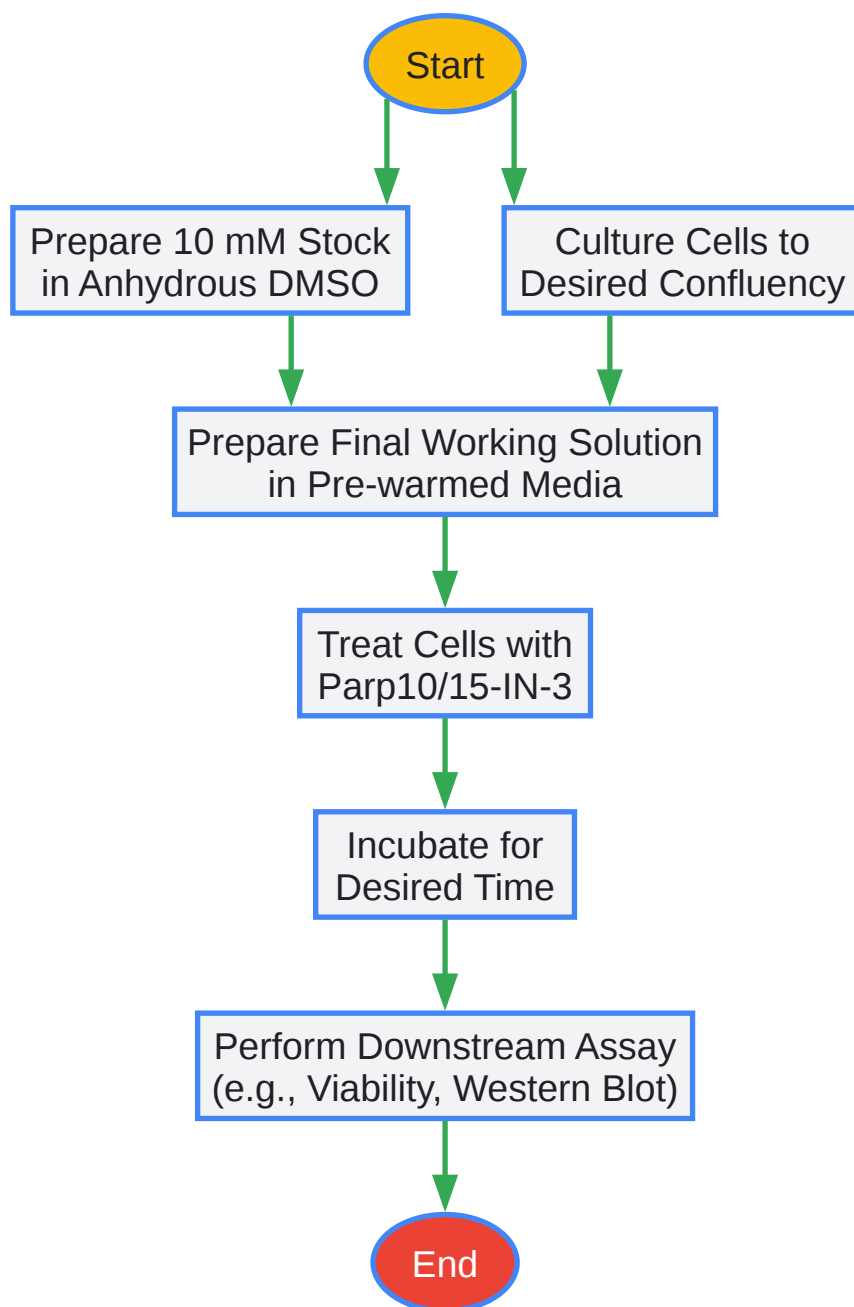 Start
Prepare 10 mM Stock
in Anhydrous DMSO
Culture Cells to
Desired Confluency
Prepare Final Working Solution
in Pre-warmed Media
Treat Cells with
Parp10/15-IN-3
Incubate for
Desired Time
Perform Downstream Assay
(e.g., Viability, Western Blot)
End